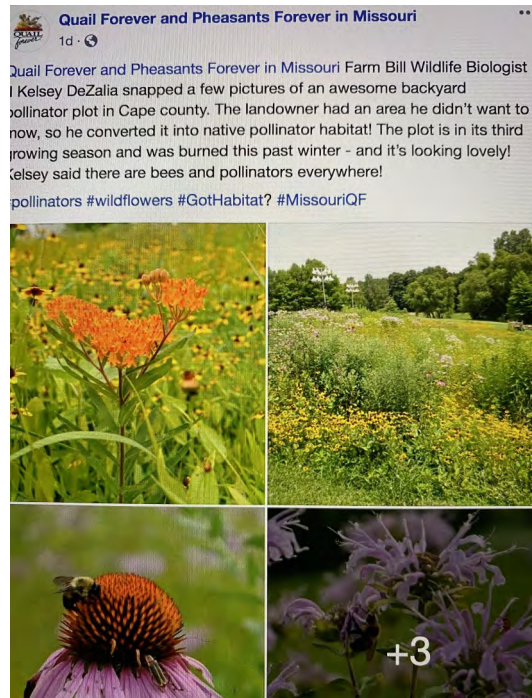 Quail Forever and Pheasants Forever in Missouri
QUAIL
forever
1d ·
Quail Forever and Pheasants Forever in Missouri Farm Bill Wildlife Biologist
I Kelsey DeZalia snapped a few pictures of an awesome backyard
pollinator plot in Cape county. The landowner had an area he didn't want to
mow, so he converted it into native pollinator habitat! The plot is in its third
growing season and was burned this past winter - and it's looking lovely!
Kelsey said there are bees and pollinators everywhere!
#pollinators #wildflowers #GotHabitat? #MissouriQF
+3